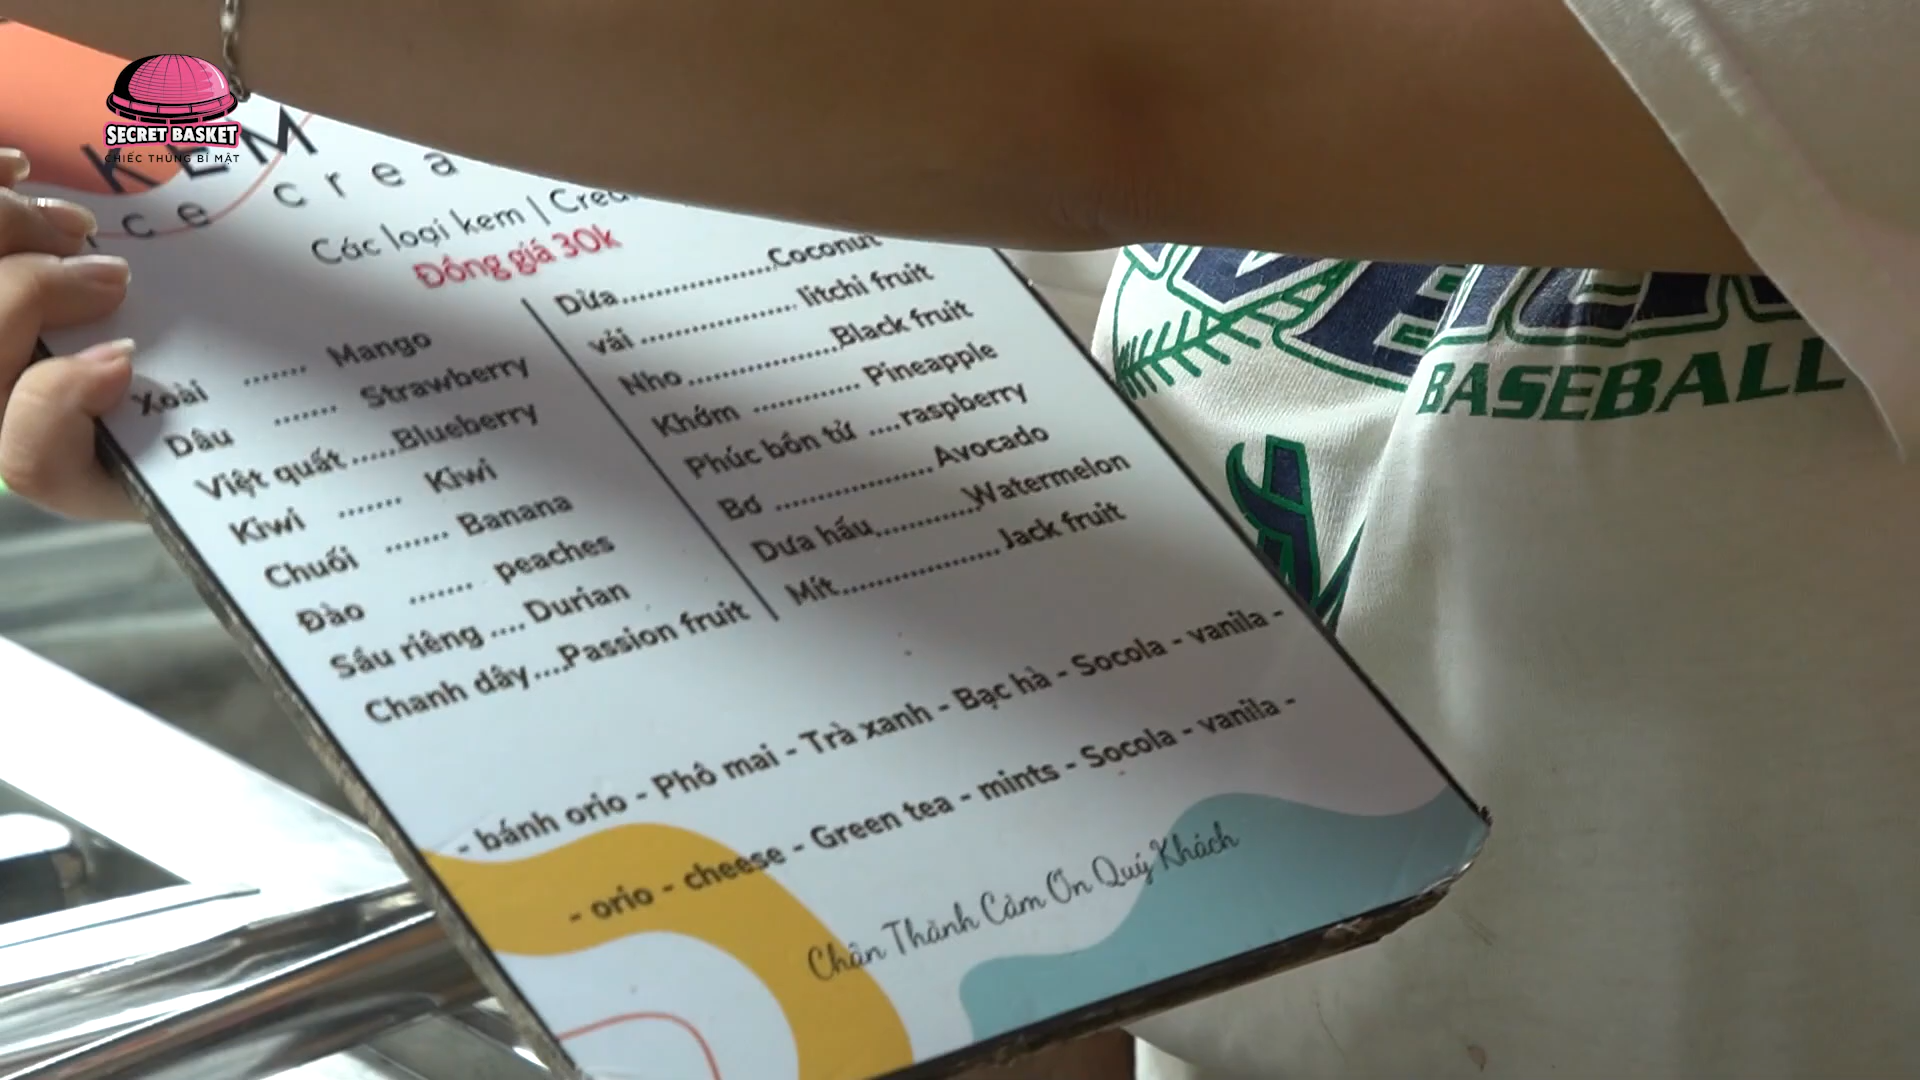 SECRET BASKET
CHIẾC THÙNG BÍ MẬT
KEM
ice crea
Các loại kem | Crea
Đồng giá 30k
Xoài ....... Mango
Dâu ....... Strawberry
Việt quất ......Blueberry
Kiwi ....... Kiwi
Chuối ....... Banana
Đào ....... peaches
Sầu riêng .... Durian
Chanh dây....Passion fruit
Dừa...................Coconut
vải ................... litchi fruit
Nho..................Black fruit
Khóm ............. Pineapple
Phúc bồn tử ....raspberry
Bơ ...................Avocado
Dưa hấu............Watermelon
Mít...................Jack fruit
- bánh orio - Phô mai - Trà xanh - Bạc hà - Socola - vanila -
- orio - cheese - Green tea - mints - Socola - vanila -
Chân Thành Cảm Ơn Quý Khách
BASEBALL